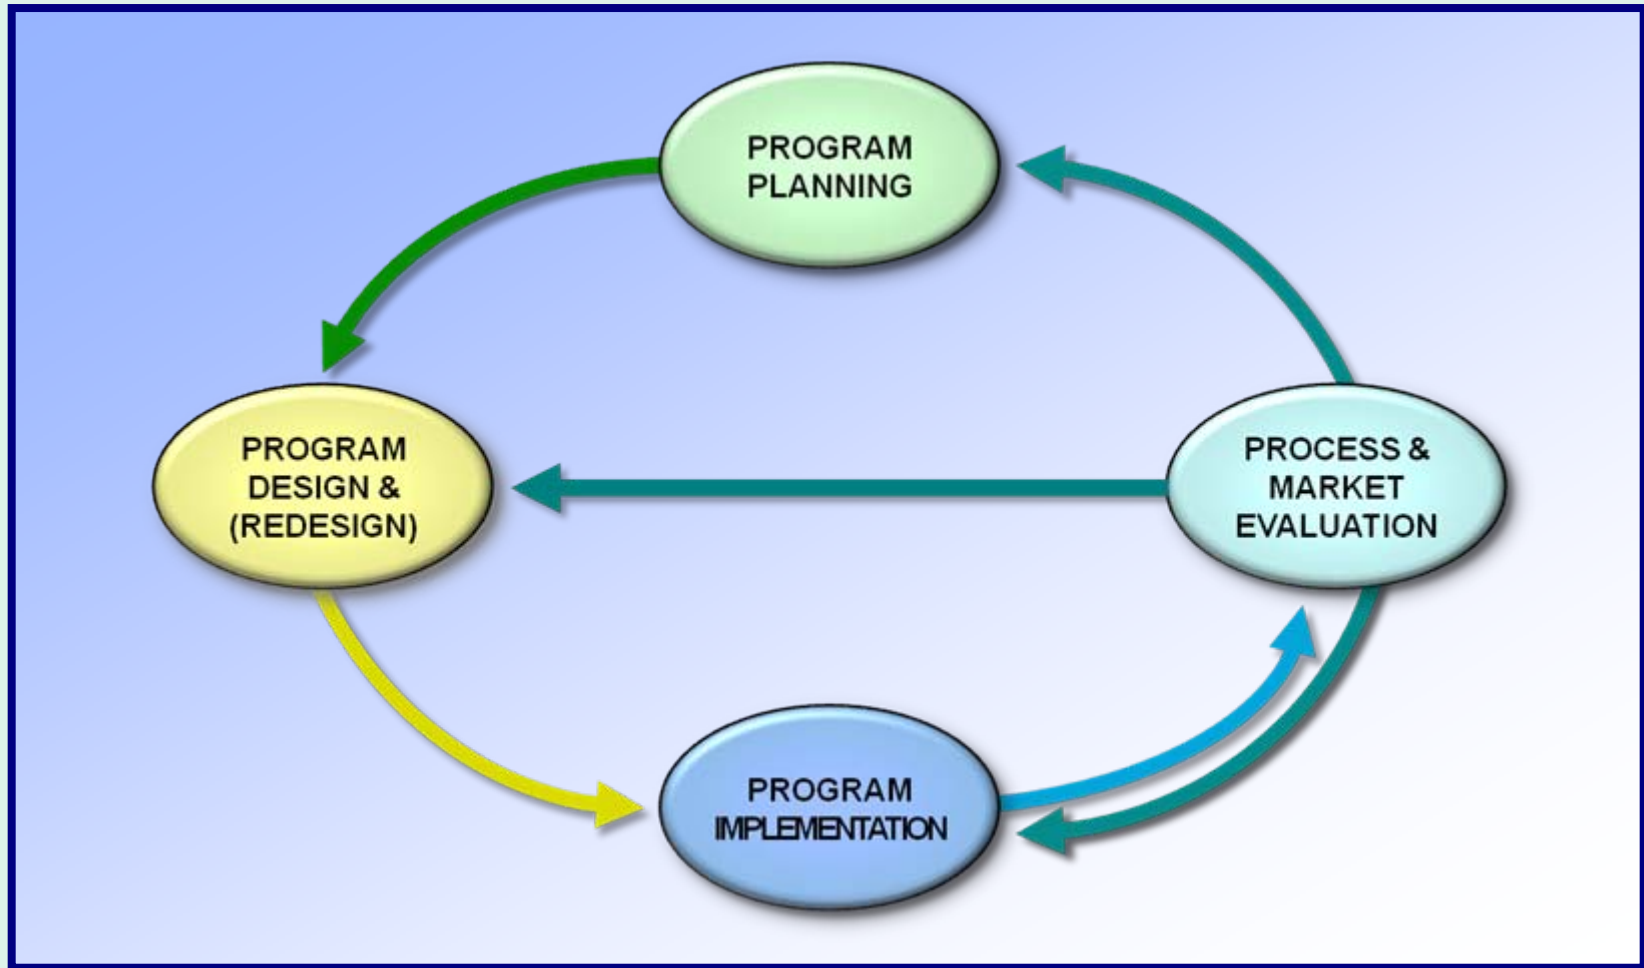 PROGRAM
PLANNING
PROGRAM
DESIGN &
(REDESIGN)
PROCESS &
MARKET
EVALUATION
PROGRAM
IMPLEMENTATION